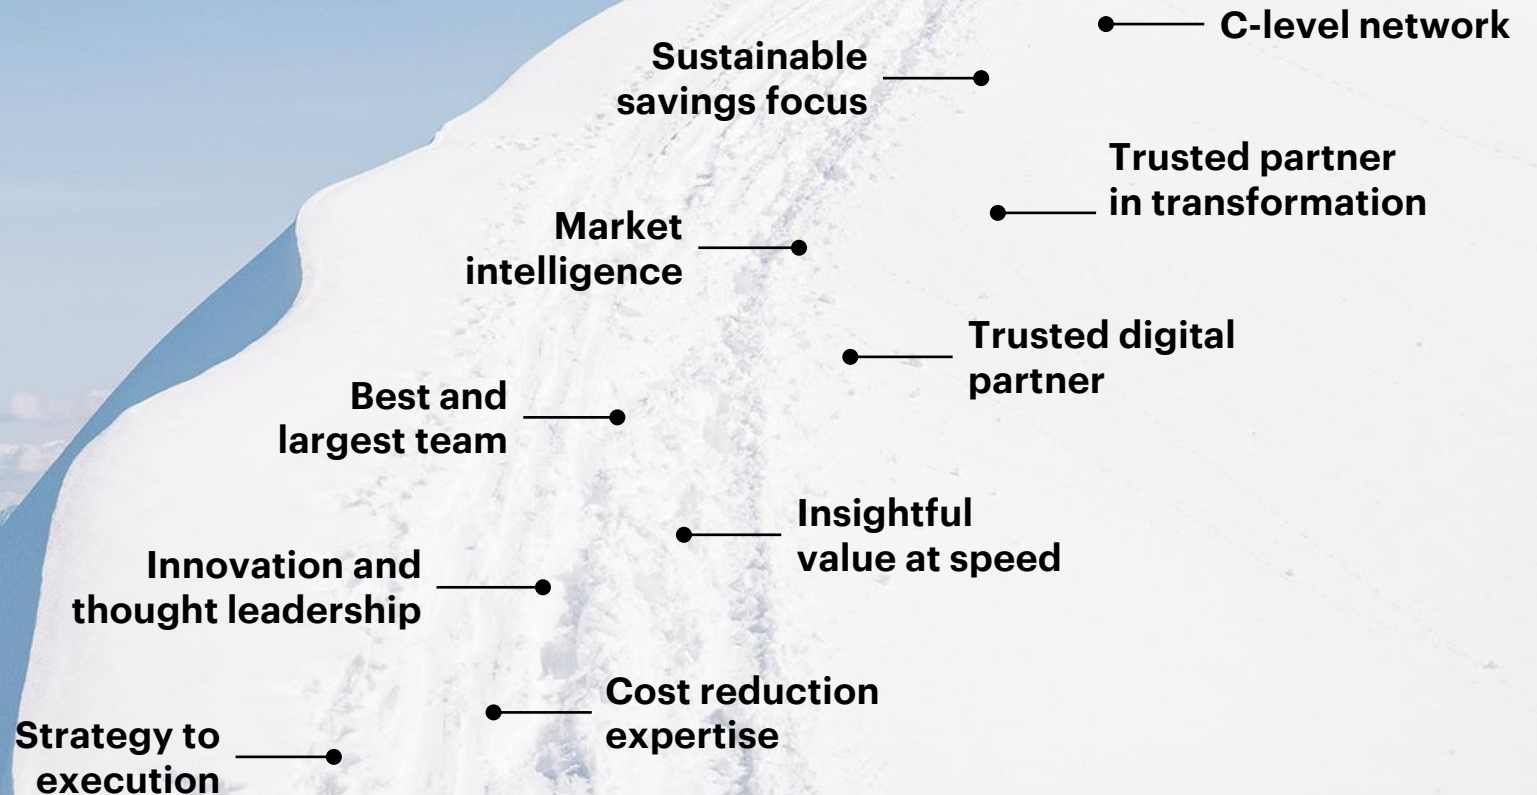 C-level network
Sustainable
savings focus
Trusted partner
in transformation
Market
intelligence
Trusted digital
partner
Best and
largest team
Insightful
value at speed
Innovation and
thought leadership
Cost reduction
expertise
Strategy to
execution